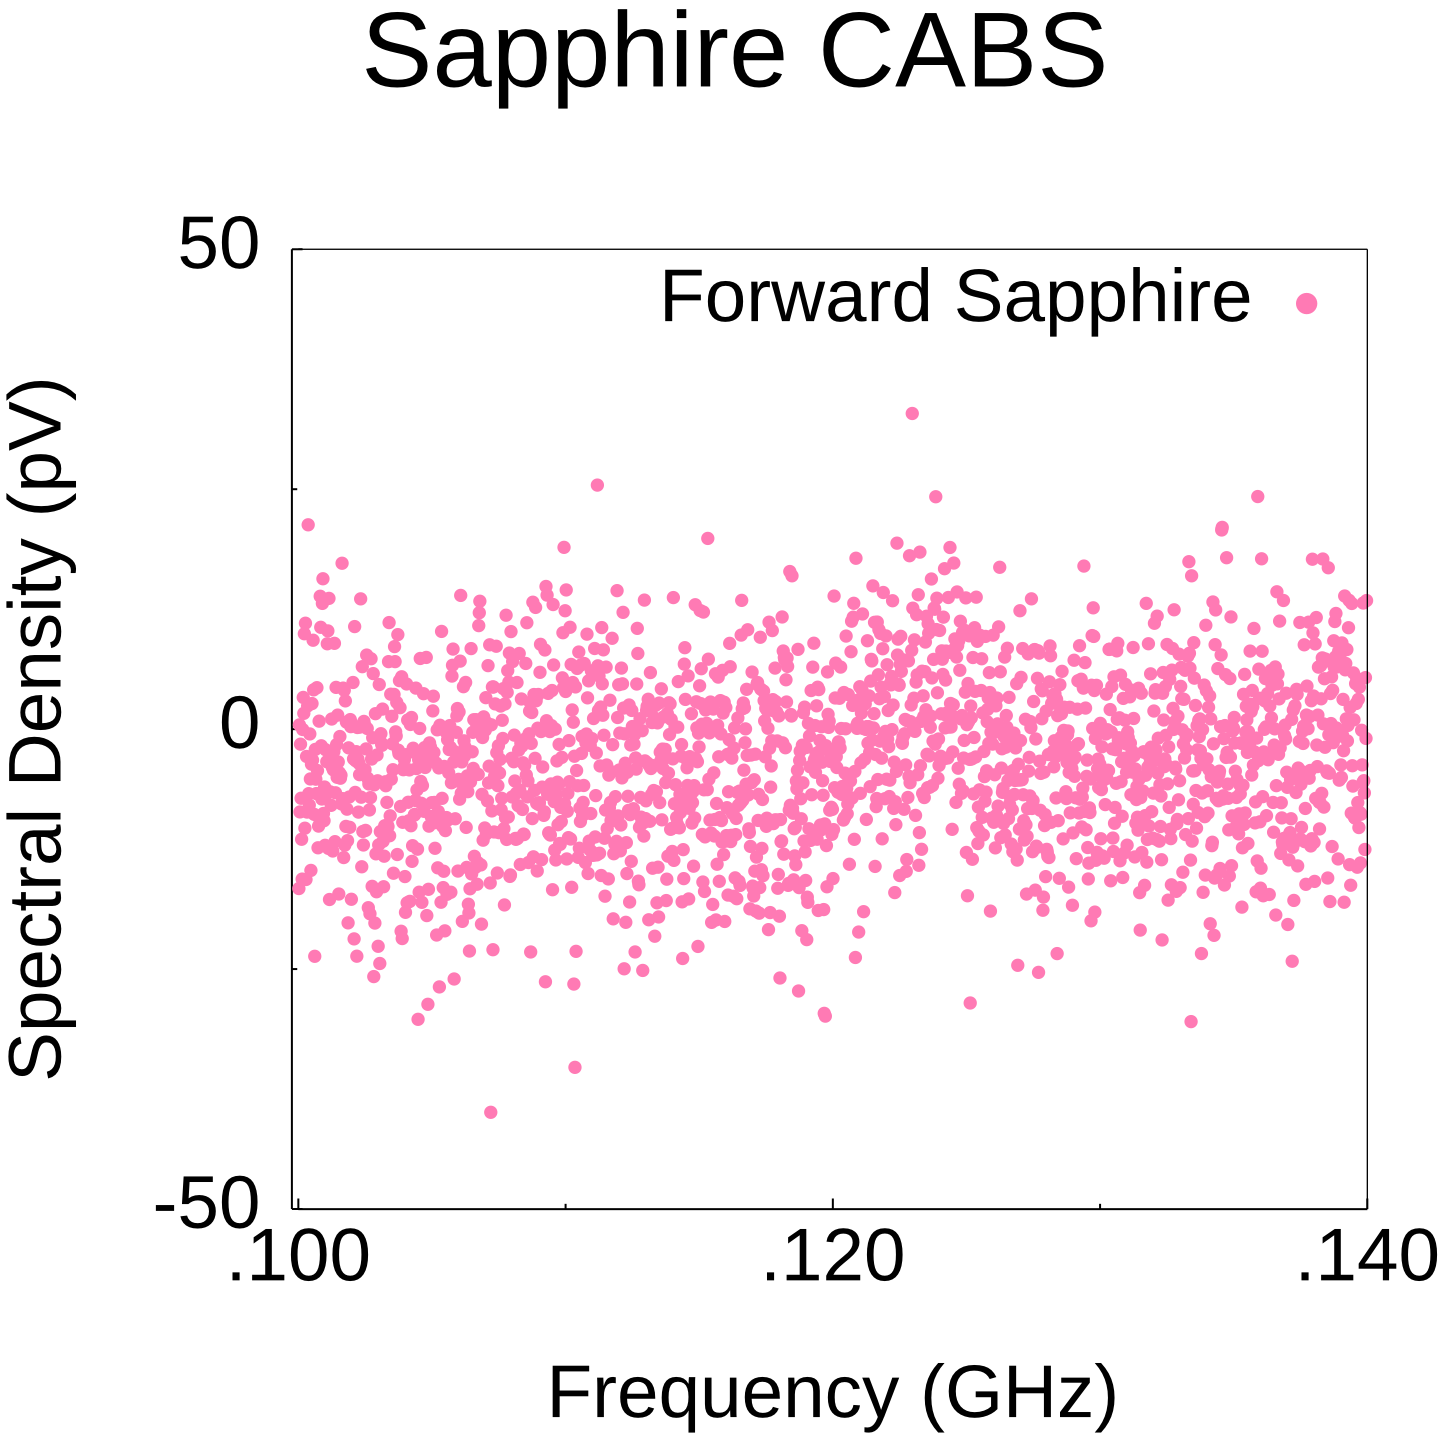 Sapphire CABS
50
Forward Sapphire
Spectral Density (pV)
0
-50
.100
.120
.140
Frequency (GHz)